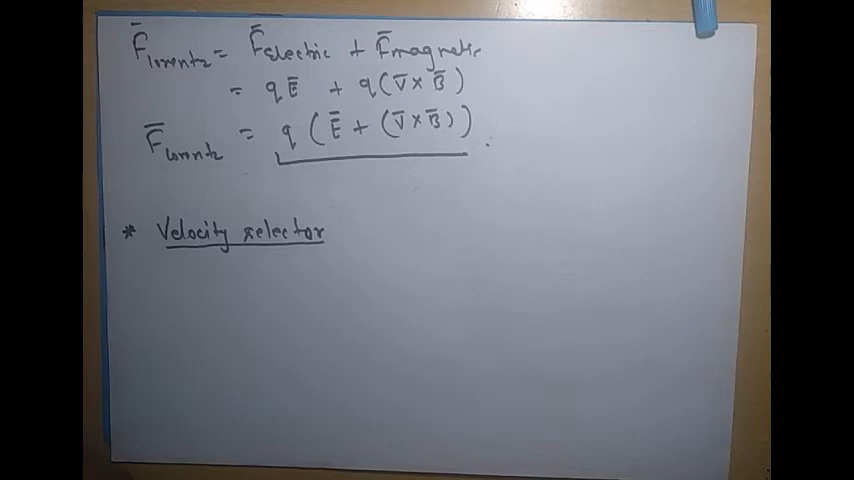 F̄lorentz = F̄electric + F̄magnetic
= qĒ + q(V̄ × B̄)
F̄lorentz = q(Ē + (V̄ × B̄)).
* Velocity selector